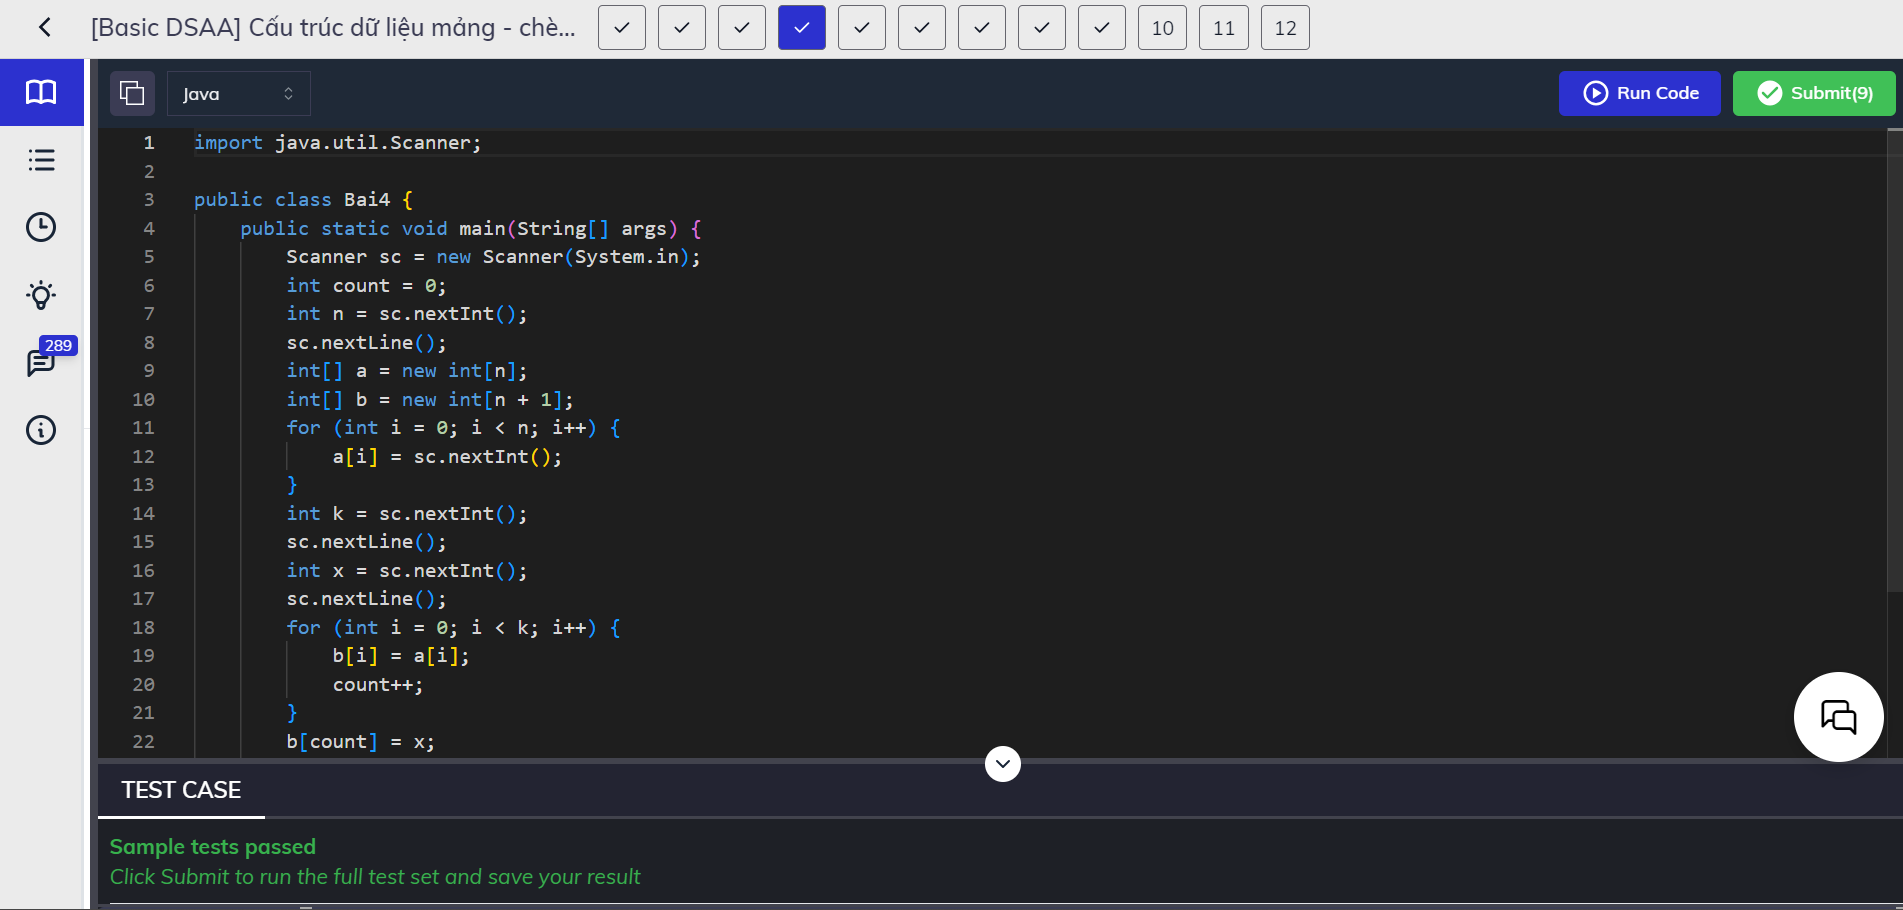 [Basic DSAA] Cấu trúc dữ liệu mảng - chè...
10
11
12
Java
Run Code
Submit(9)
289
1 import java.util.Scanner;
2
3 public class Bai4 {
4 public static void main(String[] args) {
5 Scanner sc = new Scanner(System.in);
6 int count = 0;
7 int n = sc.nextInt();
8 sc.nextLine();
9 int[] a = new int[n];
10 int[] b = new int[n + 1];
11 for (int i = 0; i < n; i++) {
12 a[i] = sc.nextInt();
13 }
14 int k = sc.nextInt();
15 sc.nextLine();
16 int x = sc.nextInt();
17 sc.nextLine();
18 for (int i = 0; i < k; i++) {
19 b[i] = a[i];
20 count++;
21 }
22 b[count] = x;
TEST CASE
Sample tests passed
Click Submit to run the full test set and save your result